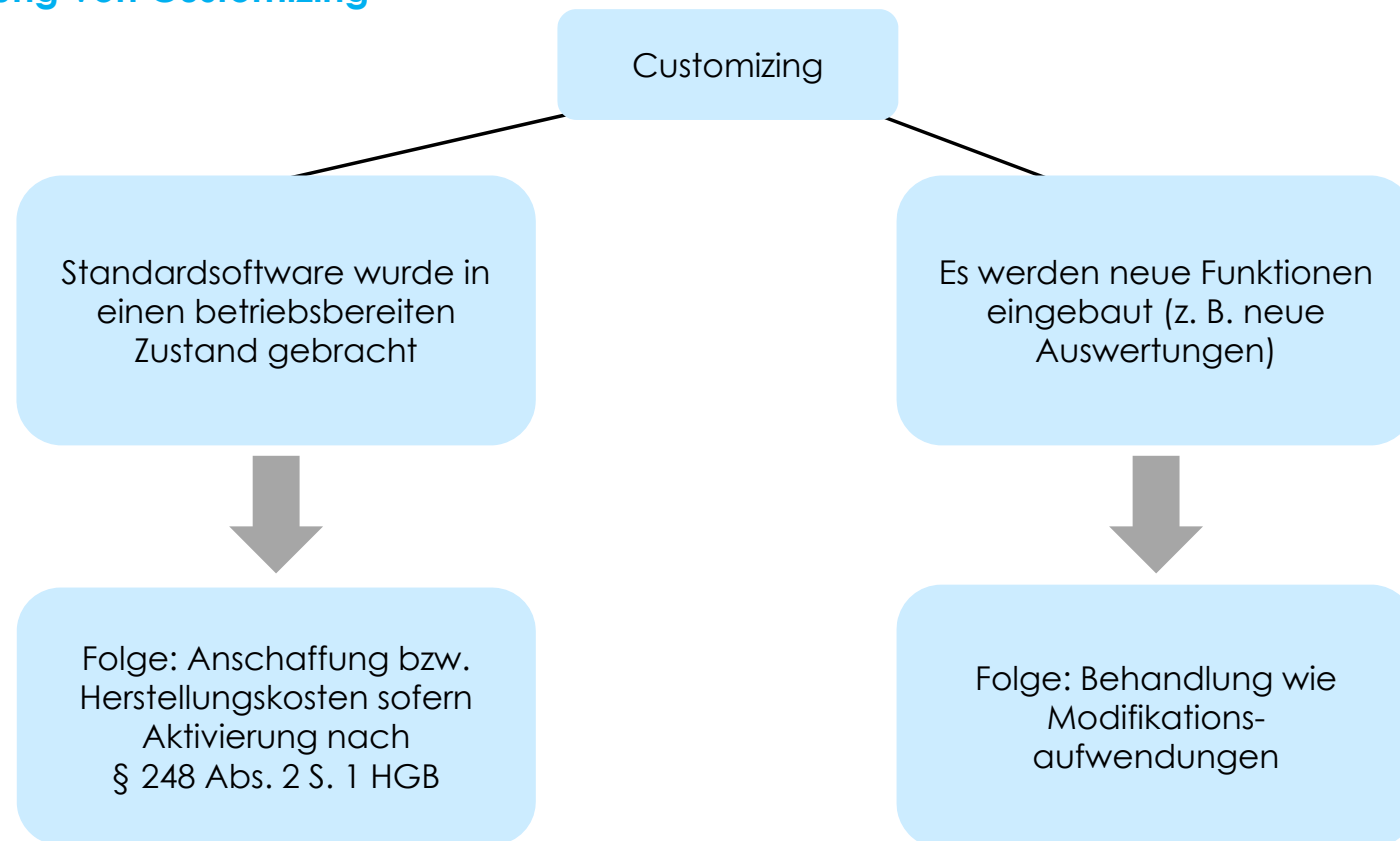 von Customizing
Customizing
Standardsoftware wurde in
einen betriebsbereiten
Zustand gebracht
Es werden neue Funktionen
eingebaut (z. B. neue
Auswertungen)
Folge: Anschaffung bzw.
Herstellungskosten sofern
Aktivierung nach
§ 248 Abs. 2 S. 1 HGB
Folge: Behandlung wie
Modifikations-
aufwendungen